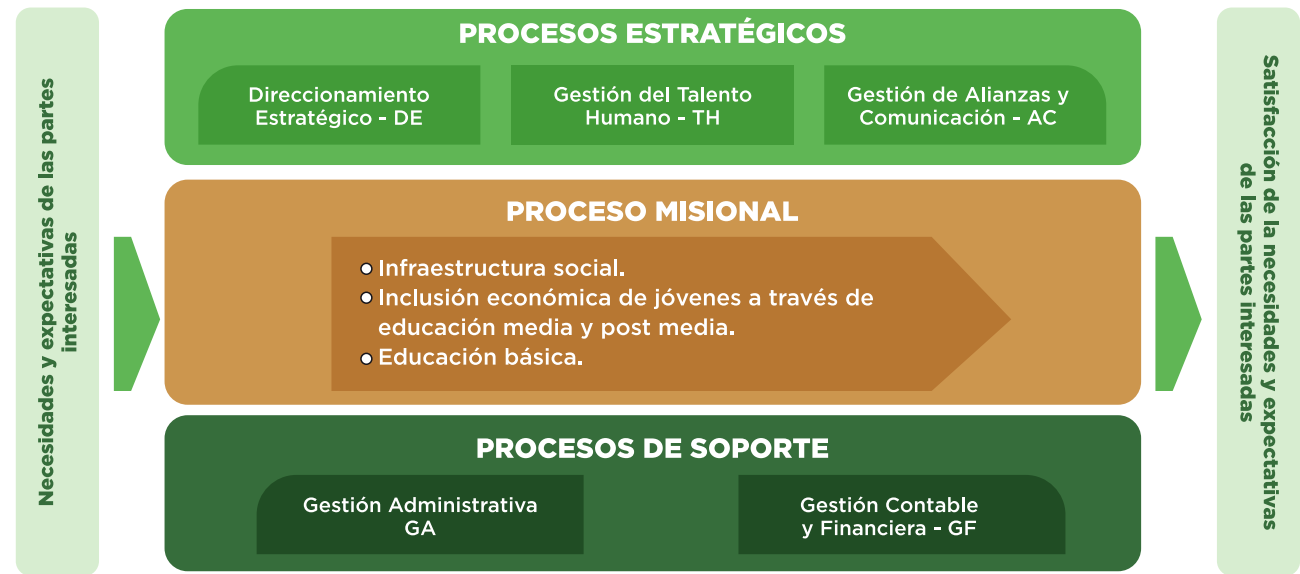 Necesidades y expectativas de las partes
interesadas
PROCESOS ESTRATÉGICOS
Direccionamiento
Estratégico - DE
Gestión del Talento
Humano - TH
Gestión de Alianzas y
Comunicación - AC
PROCESO MISIONAL
Infraestructura social.
Inclusión económica de jóvenes a través de
educación media y post media.
Educación básica.
PROCESOS DE SOPORTE
Gestión Administrativa
GA
Gestión Contable
y Financiera - GF
Satisfacción de la necesidades y expectativas
de las partes interesadas